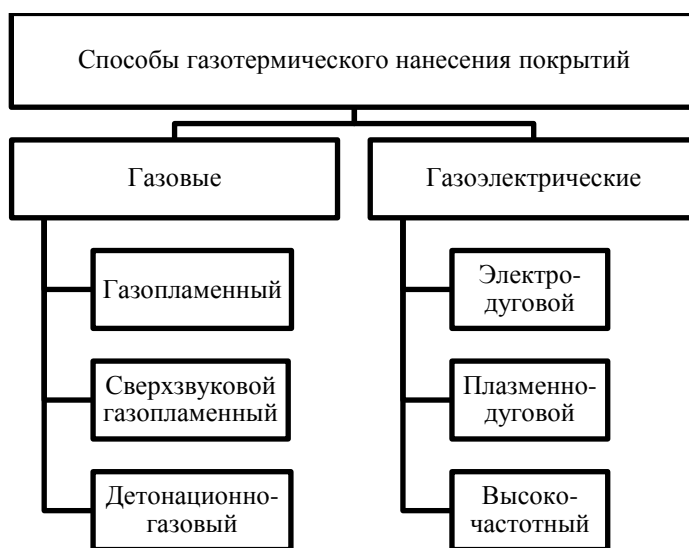 Способы газотермического нанесения покрытий
Газовые
Газопламенный
Сверхзвуковой
газопламенный
Детонационно-
газовый
Газоэлектрические
Электро-
дуговой
Плазменно-
дуговой
Высоко-
частотный